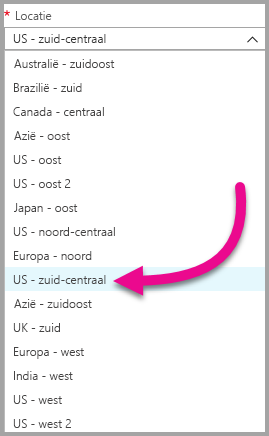 * Locatie
US - zuid-centraal
Australië - zuidoost
Brazilië - zuid
Canada - centraal
Azië - oost
US - oost
US - oost 2
Japan - oost
US - noord-centraal
Europa - noord
US - zuid-centraal
Azië - zuidoost
UK - zuid
Europa - west
India - west
US - west
US - west 2